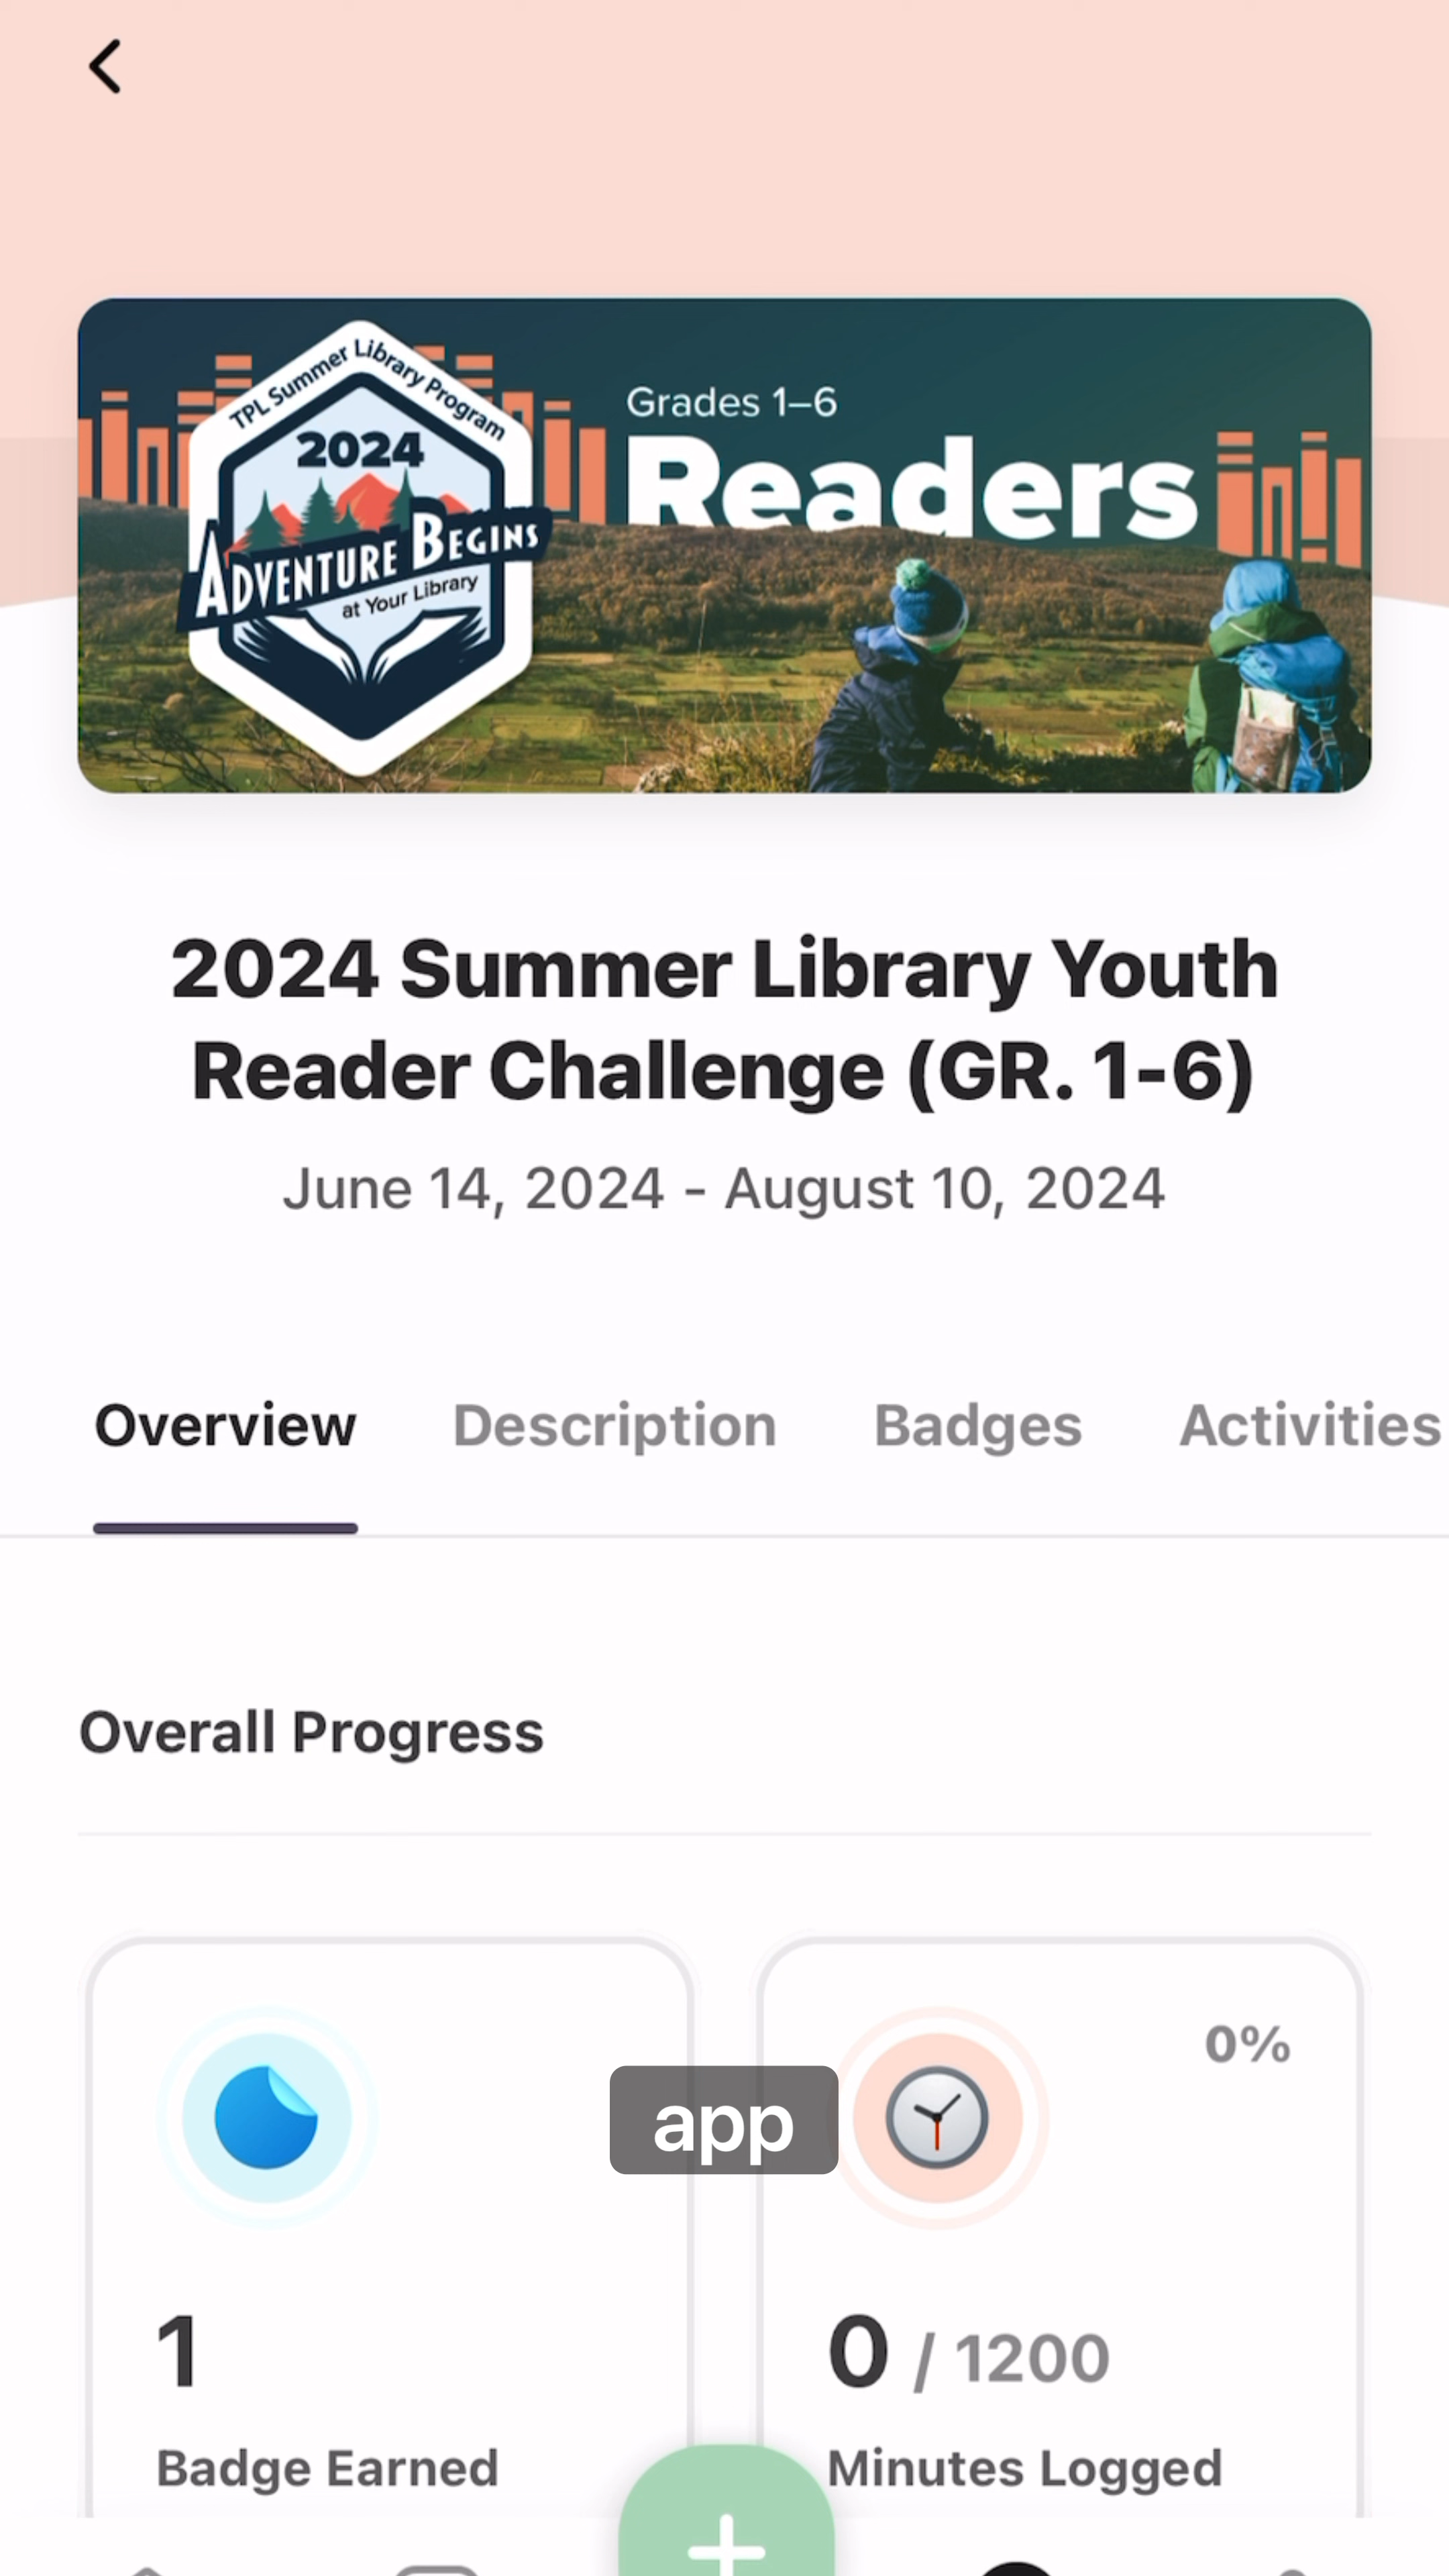 TPL Summer Library Program
2024
ADVENTURE BEGINS
at Your Library
Grades 1–6
Readers
2024 Summer Library Youth
Reader Challenge (GR. 1-6)
June 14, 2024 - August 10, 2024
Overview Description Badges Activities
Overall Progress
0%
app
1
0 / 1200
Badge Earned
Minutes Logged